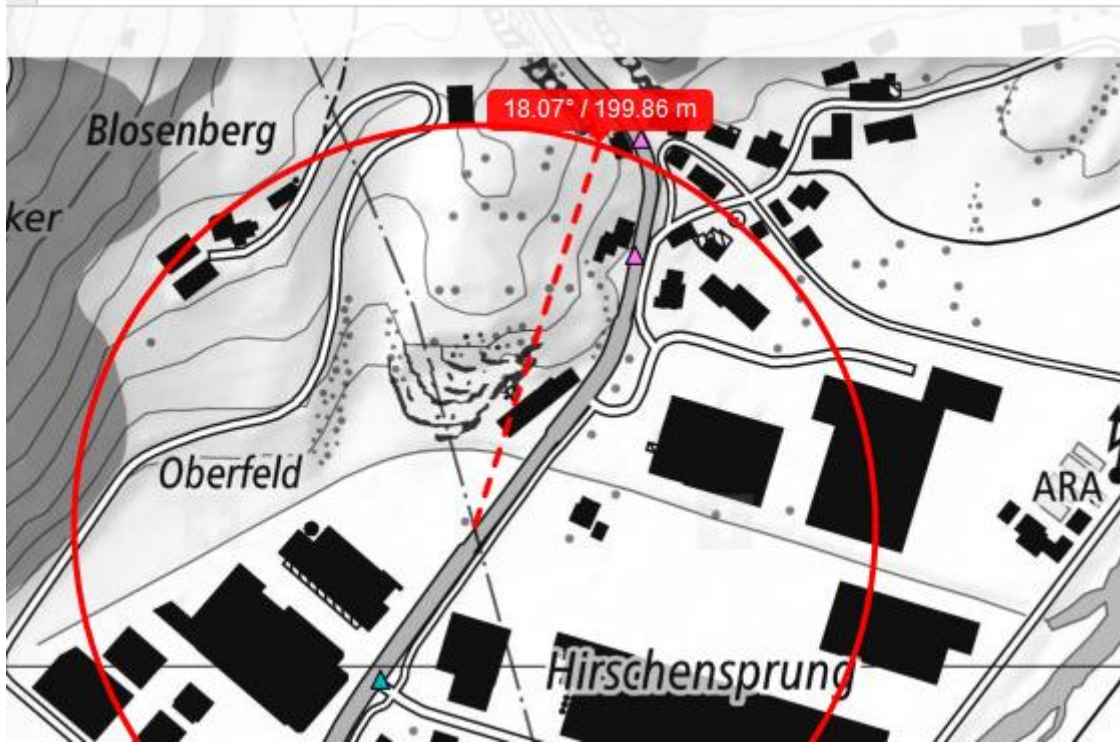 18.07° / 199.86 m
Blosenberg
ker
Oberfeld
ARA
Hirschensprung